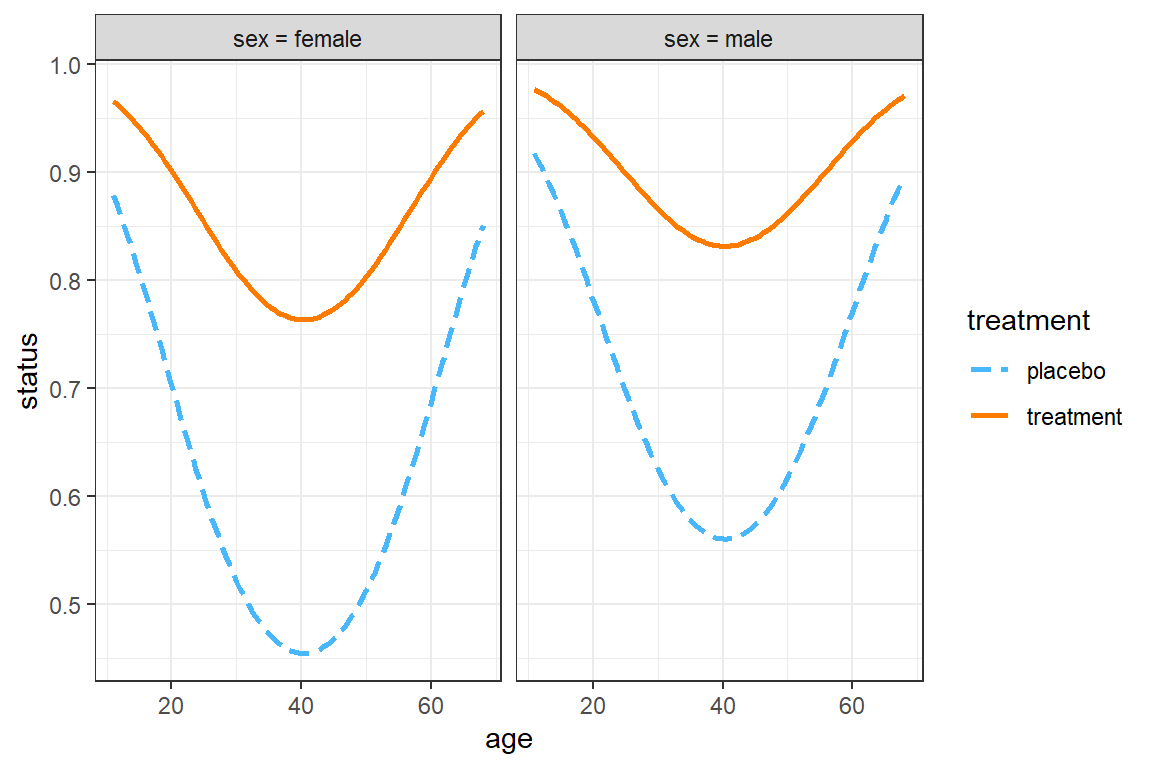 sex = female
sex = male
1.0
0.9
0.8
0.7
0.6
0.5
status
20
40
60
20
40
60
age
treatment
placebo
treatment